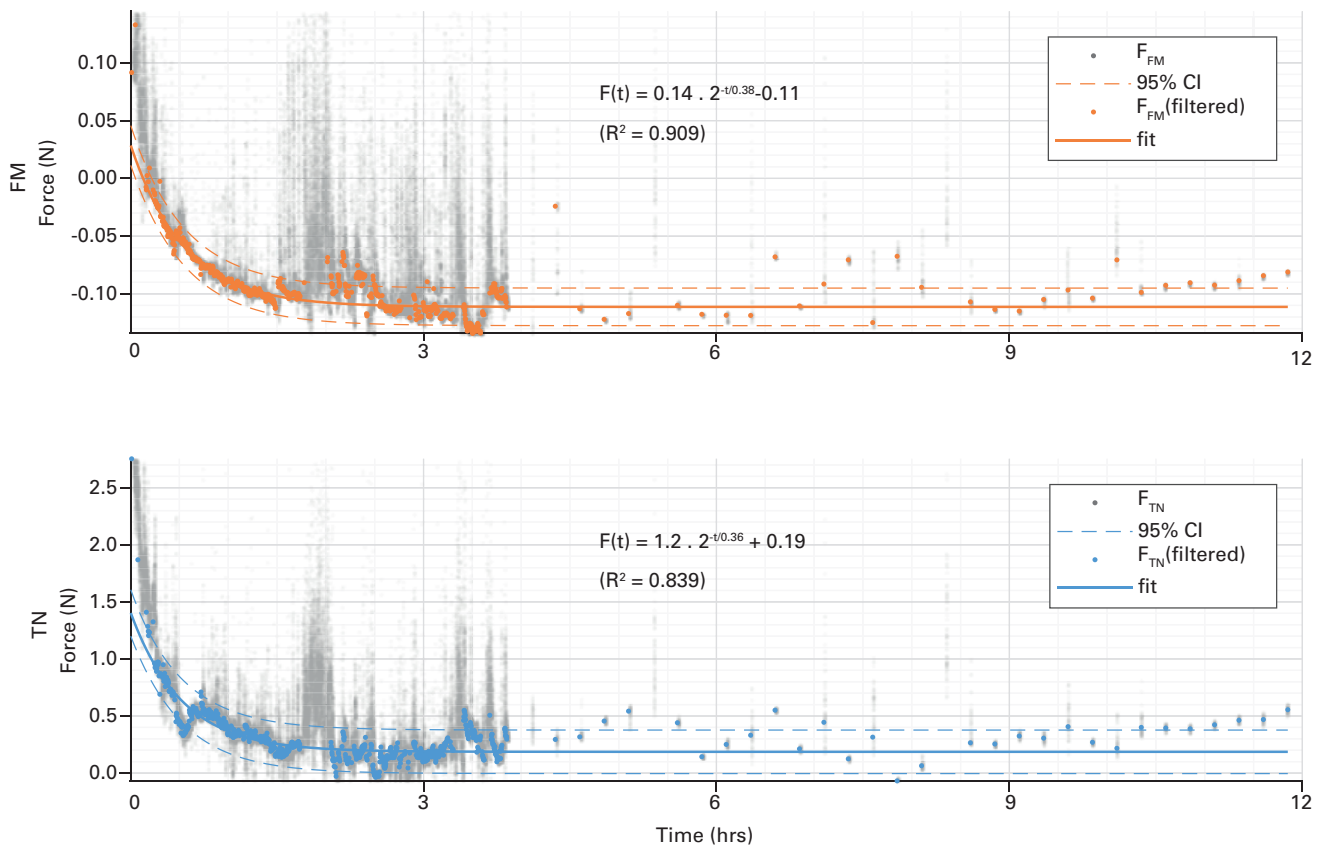 0.10
0.05
0.00
-0.05
-0.10
FM
Force (N)
F(t) = 0.14 . 2^-t/0.38-0.11
(R² = 0.909)
F_FM
95% CI
F_FM(filtered)
fit
0 3 6 9 12
2.5
2.0
1.5
1.0
0.5
0.0
TN
Force (N)
F(t) = 1.2 . 2^-t/0.36 + 0.19
(R² = 0.839)
F_TN
95% CI
F_TN(filtered)
fit
0 3 6 9 12
Time (hrs)